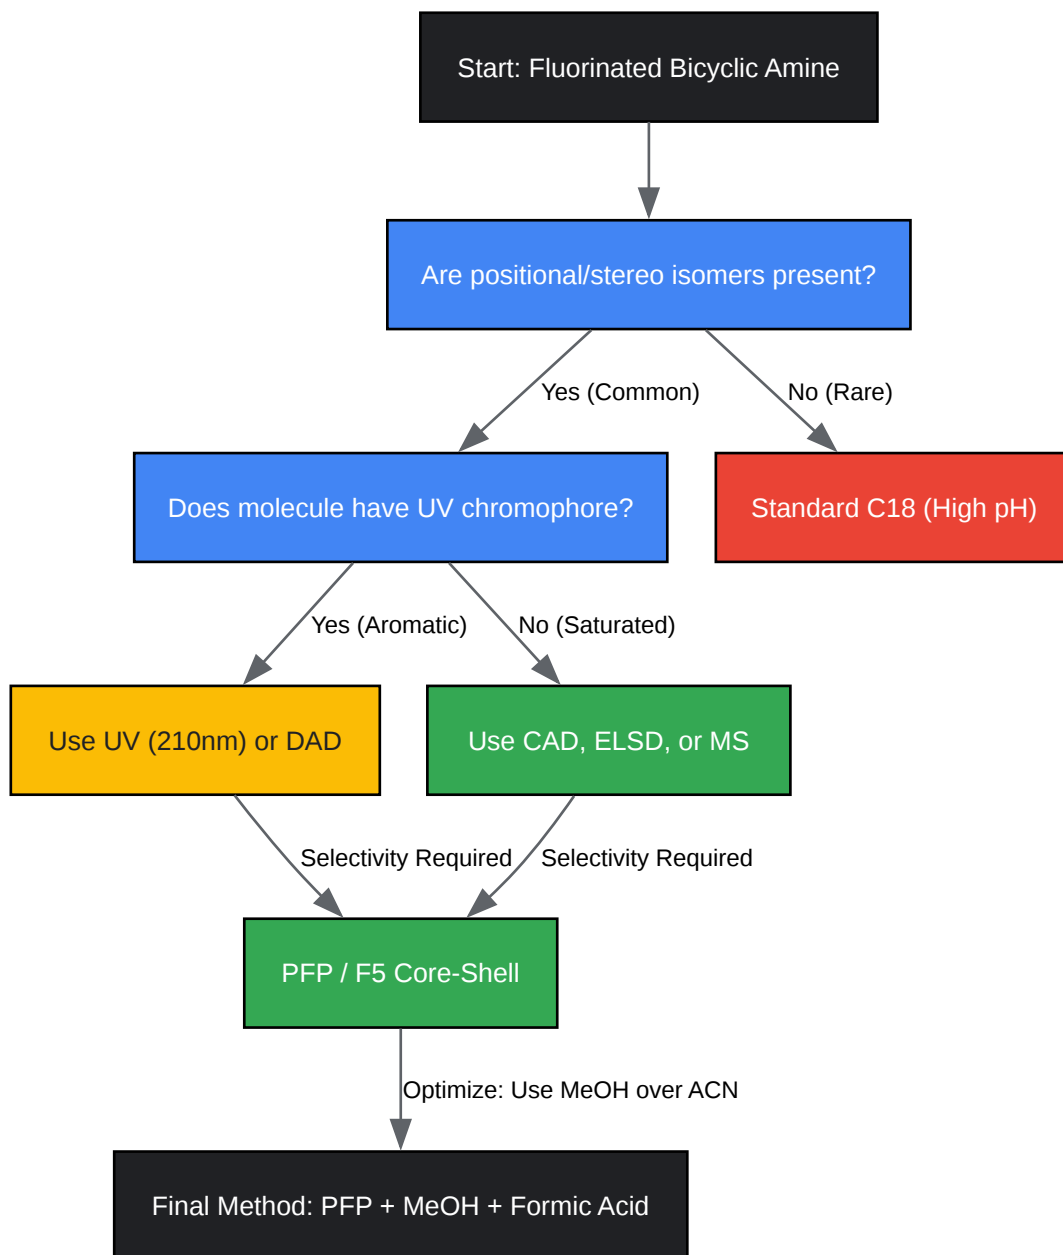 Start: Fluorinated Bicyclic Amine
Are positional/stereo isomers present?
Yes (Common)
No (Rare)
Does molecule have UV chromophore?
Standard C18 (High pH)
Yes (Aromatic)
No (Saturated)
Use UV (210nm) or DAD
Use CAD, ELSD, or MS
Selectivity Required
Selectivity Required
PFP / F5 Core-Shell
Optimize: Use MeOH over ACN
Final Method: PFP + MeOH + Formic Acid